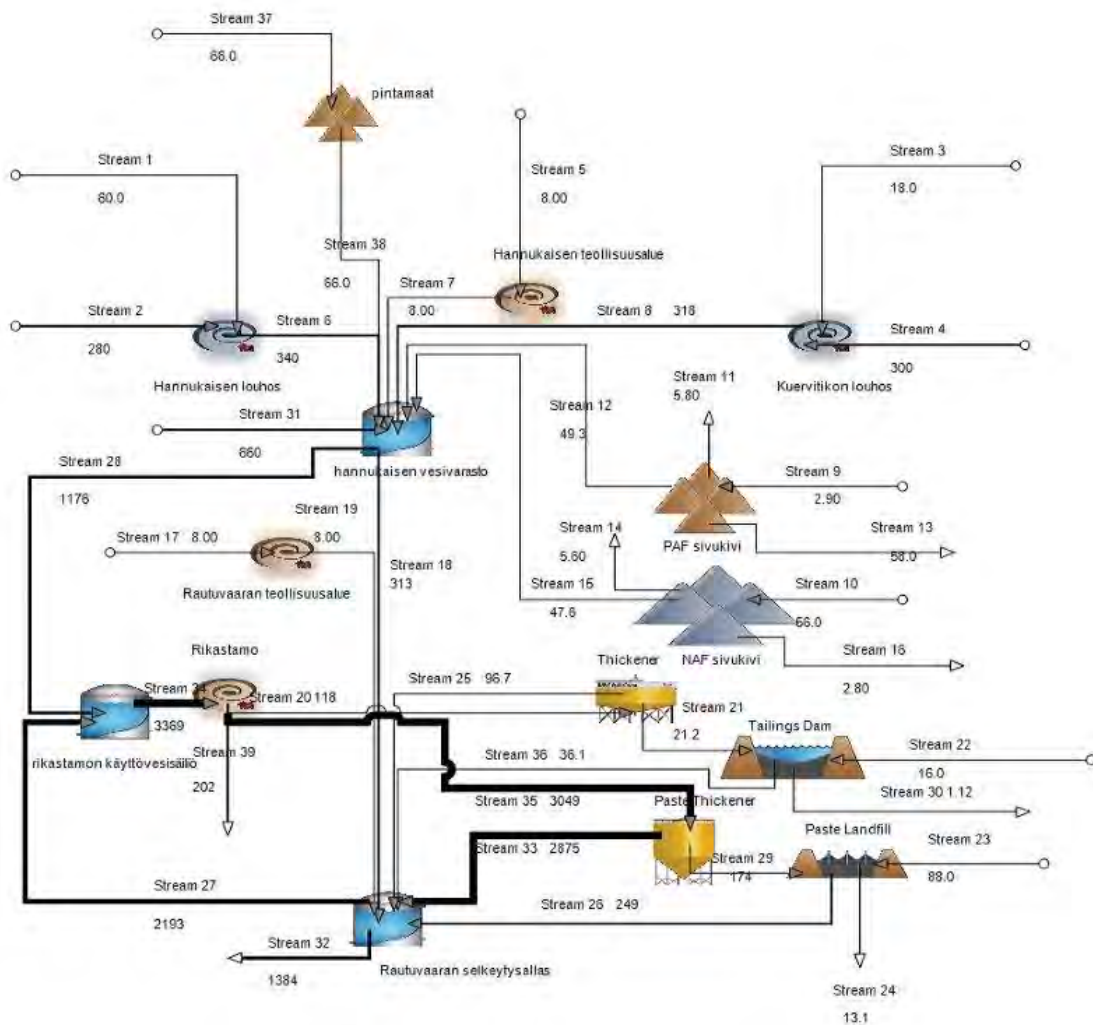 Stream 37
66.0
pintamaat
Stream 1
60.0
Stream 5
8.00
Stream 3
18.0
Stream 38
66.0
Hannukaisen teollisuusalue
Stream 7
8.00
Stream 2
280
Stream 6
340
Stream 8 318
Stream 4
300
Hannukaisen louhos
Kuervitikon louhos
Stream 11
5.80
Stream 31
660
Stream 12
49.3
Stream 28
1176
hannukaisen vesivarasto
Stream 9
2.90
Stream 19
8.00
Stream 17 8.00
Stream 14
5.60
PAF sivukivi
Stream 13
58.0
Stream 18
313
Stream 15
47.6
Stream 10
66.0
Rautuvaaran teollisuusalue
Rikastamo
Thickener
NAF sivukivi
Stream 16
2.80
Stream 25 96.7
Stream 34
3369
Stream 20 118
Stream 21
21.2
Tailings Dam
Stream 22
16.0
rikastamon käyttövesisäiliö
Stream 39
202
Stream 36 36.1
Stream 30 1.12
Stream 35 3049
Paste Thickener
Paste Landfill
Stream 33 2875
Stream 29
174
Stream 23
88.0
Stream 27
2193
Stream 26 249
Stream 32
1384
Rautuvaaran selkeytysallas
Stream 24
13.1